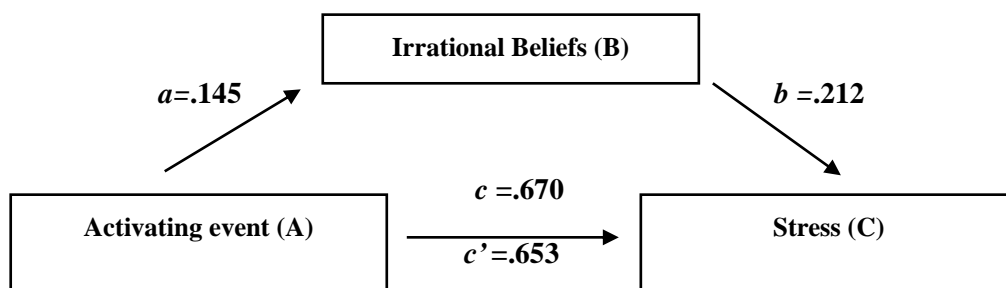 Irrational Beliefs (B)
a=.145
b =.212
c =.670
Activating event (A)
Stress (C)
c’=.653